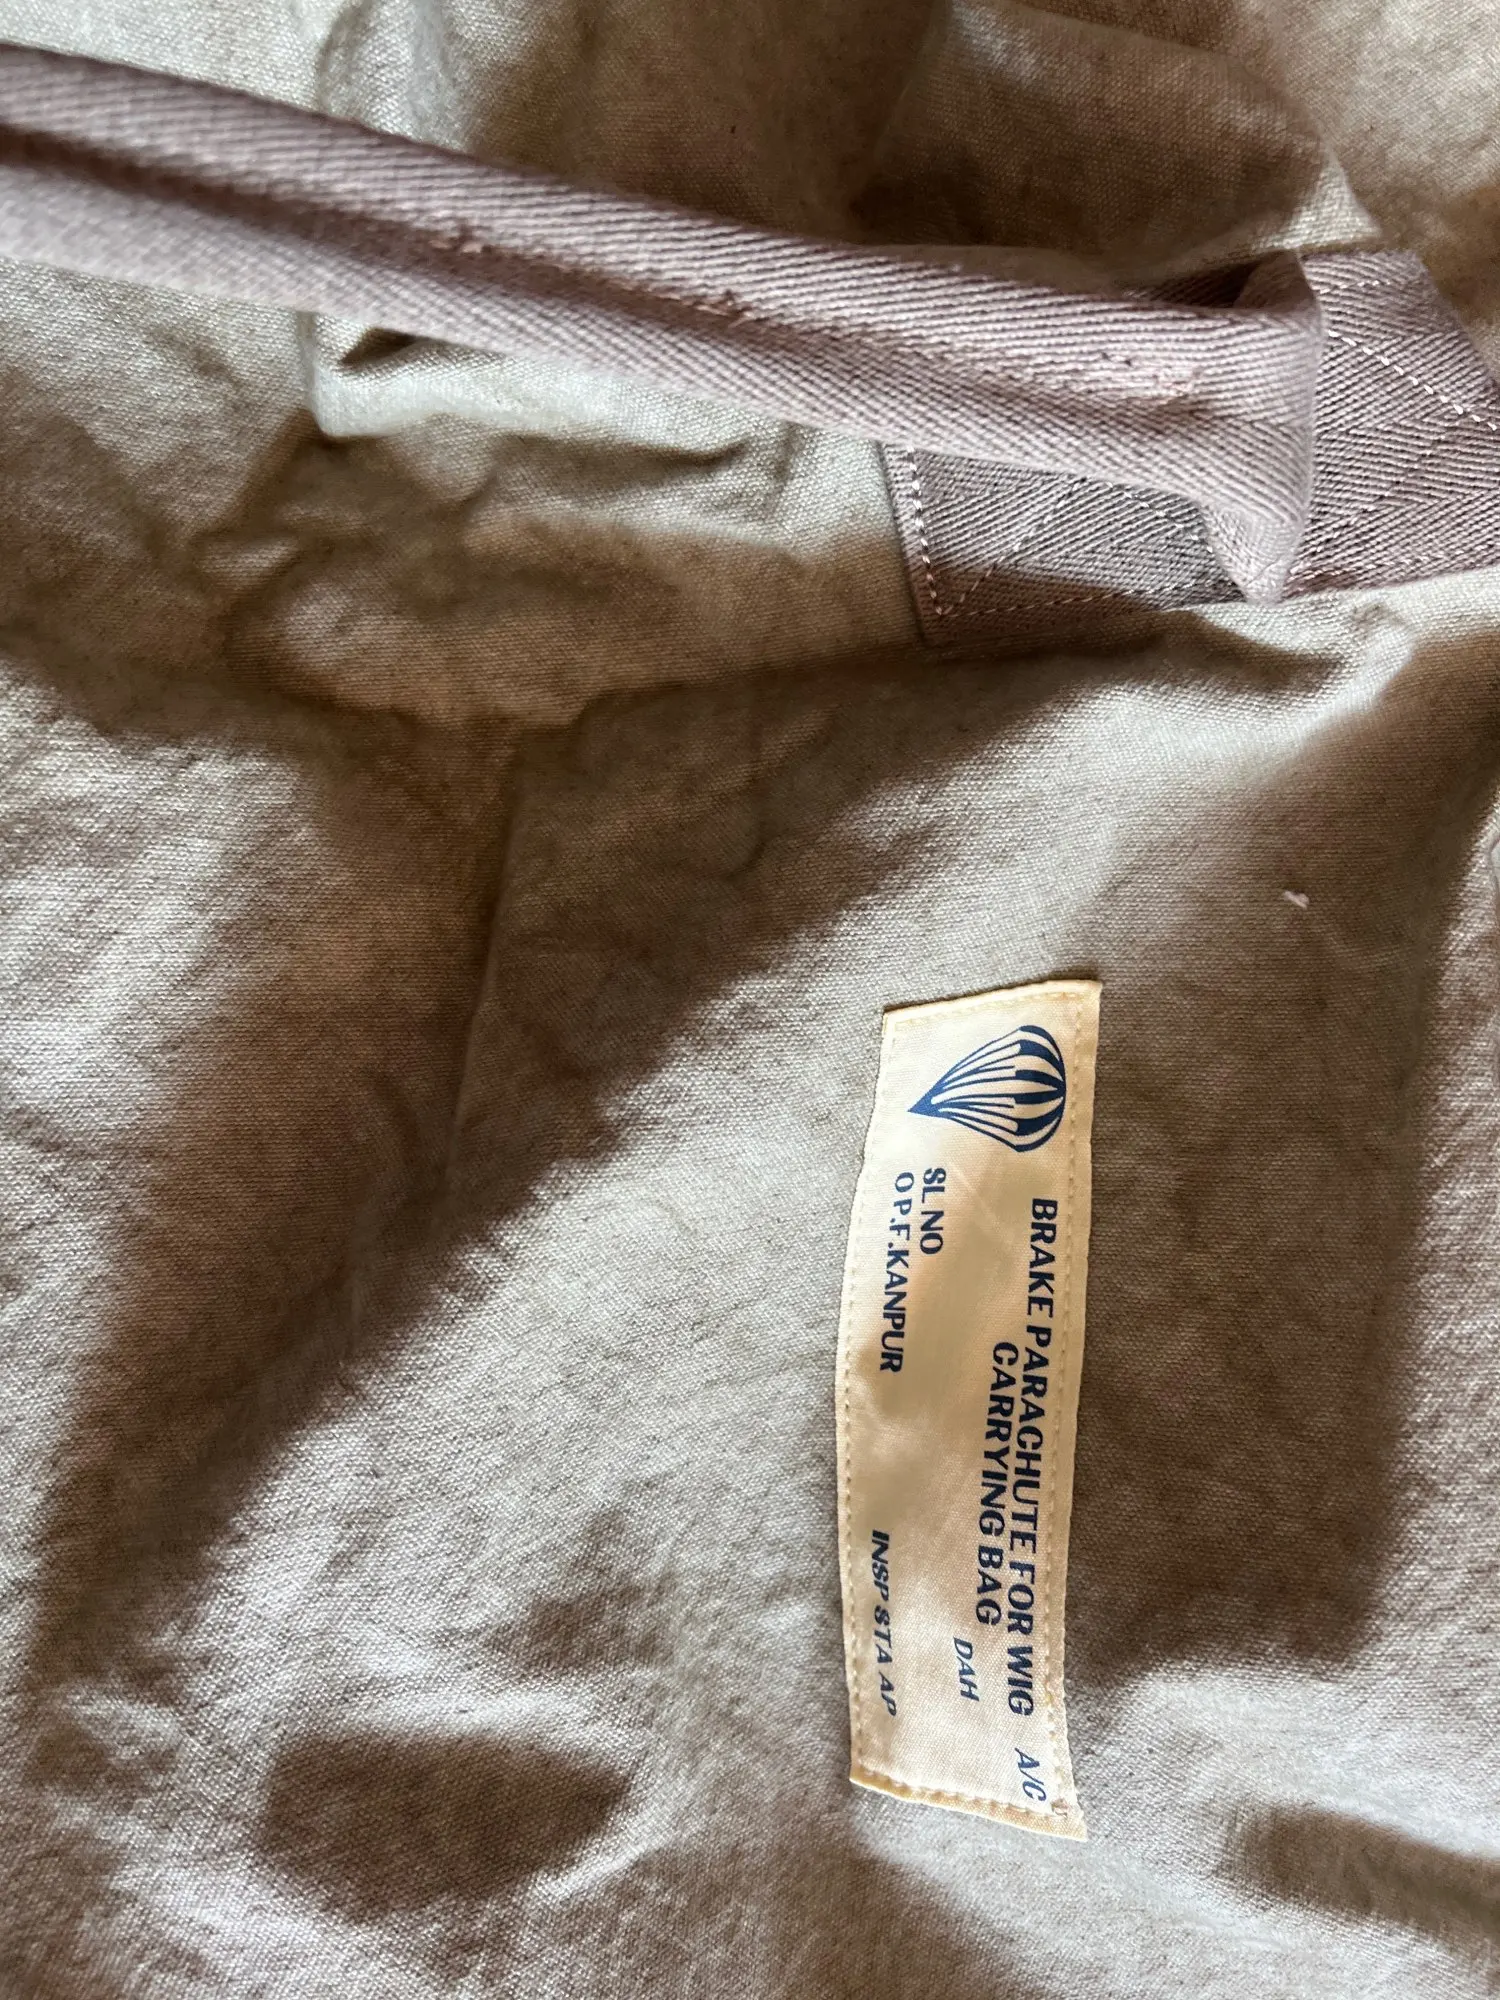 BRAKE PARACHUTE FOR WIG A/C
CARRYING BAG
DAH
SL NO
O P.F. KANPUR INSP STA AP